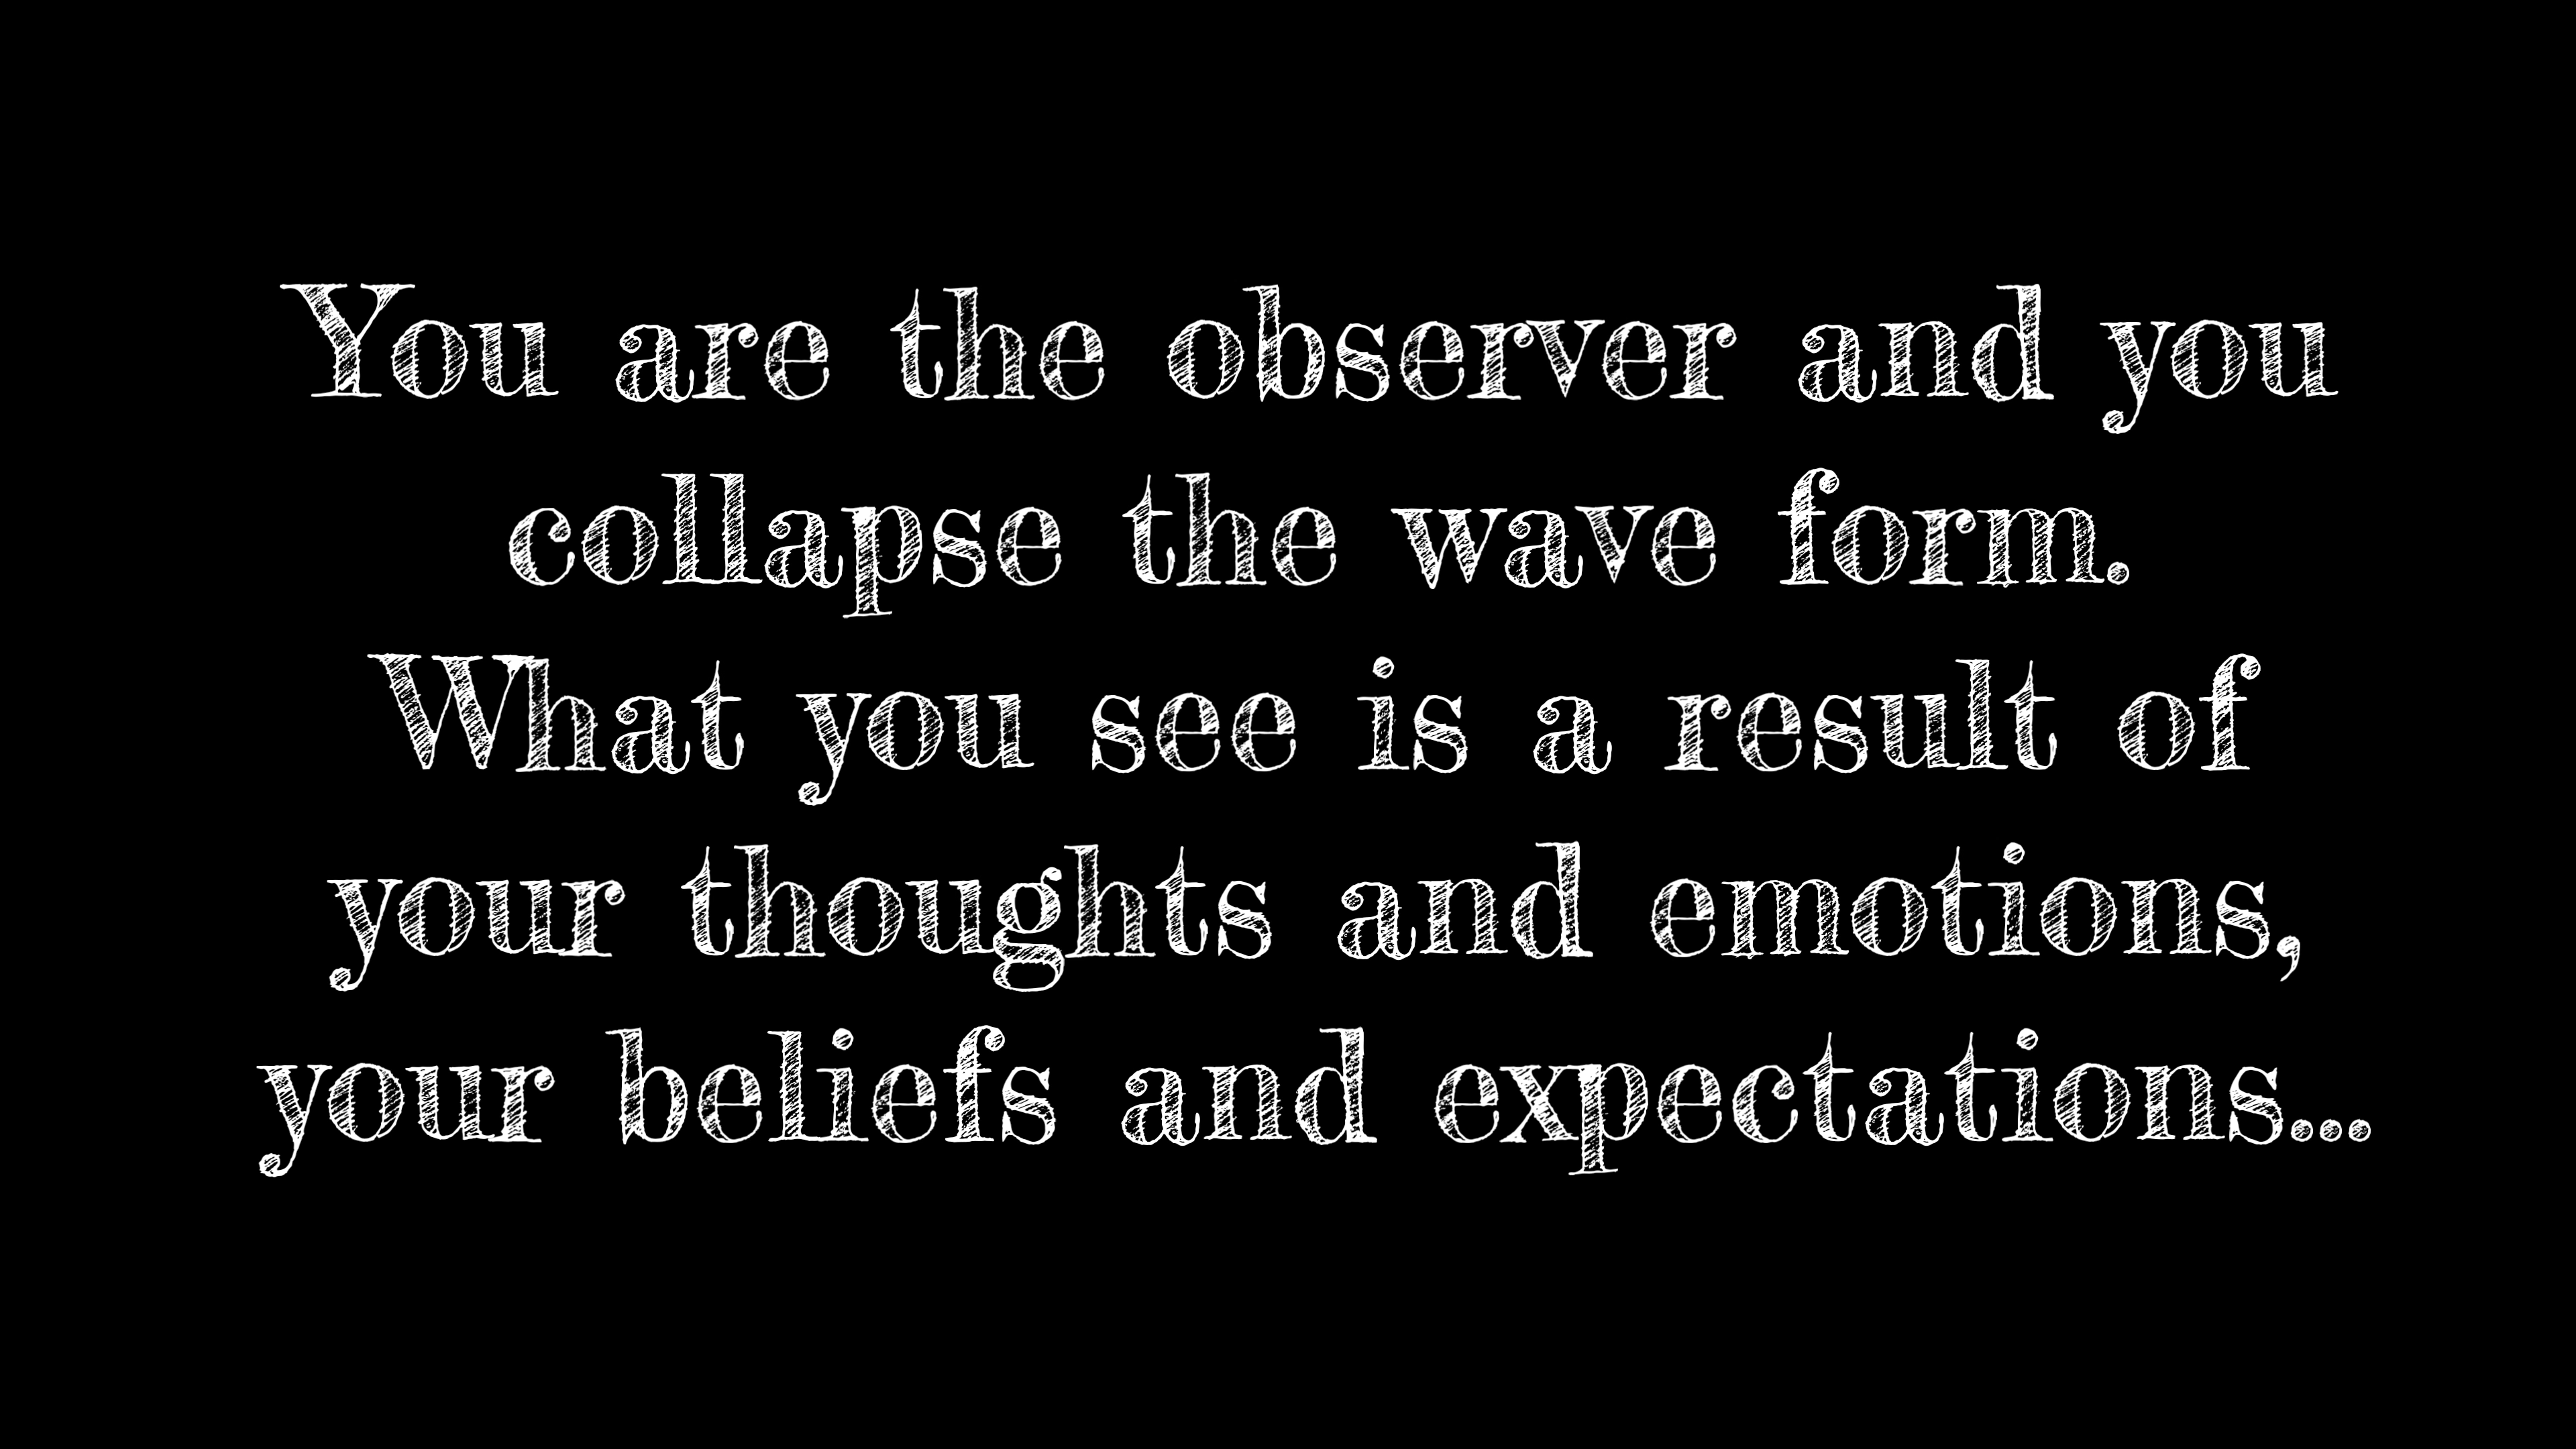 You are the observer and you
collapse the wave form.
What you see is a result of
your thoughts and emotions,
your beliefs and expectations...